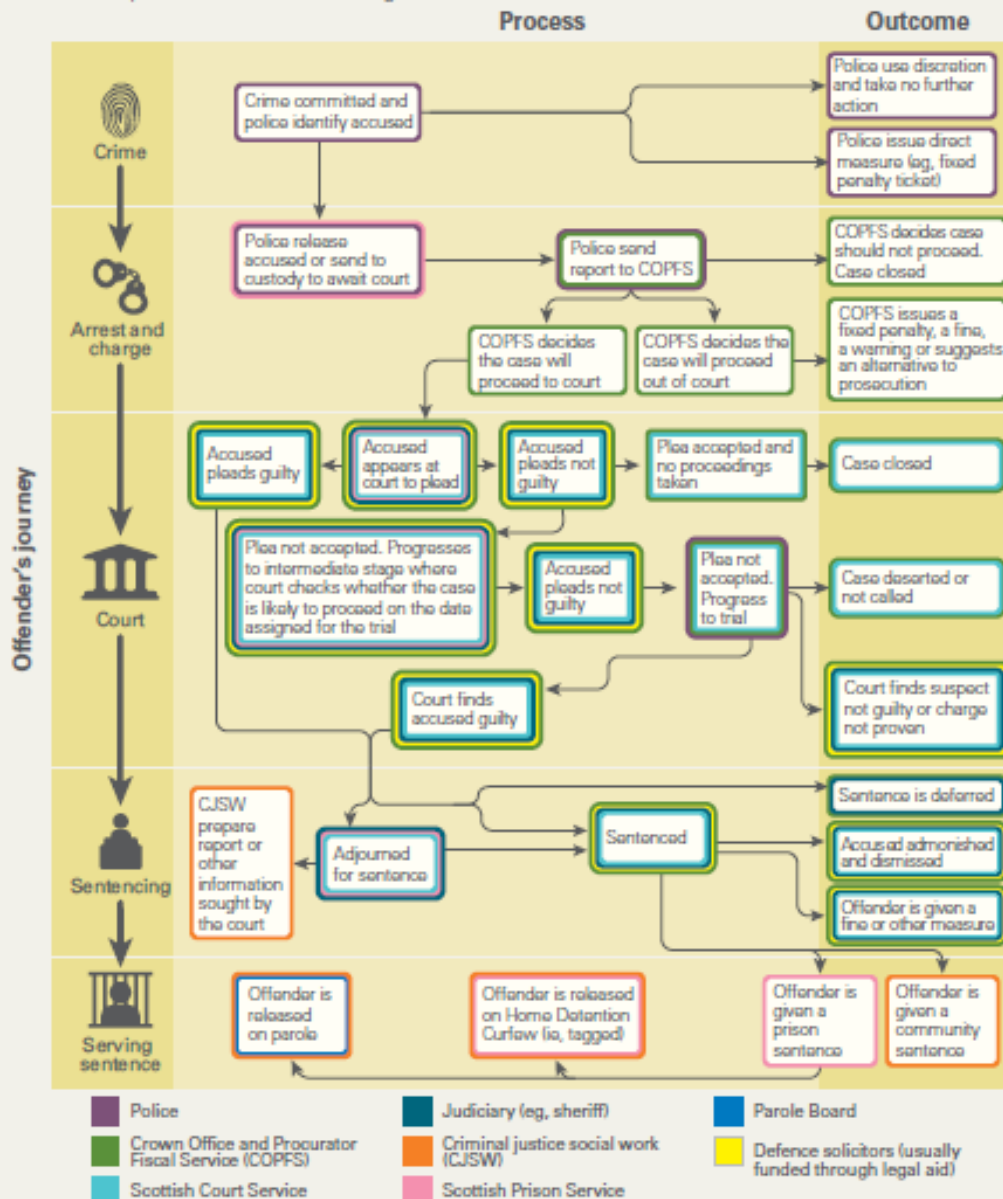 Process
Outcome
Offender's journey
Crime
Crime committed and
police identify accused
Police use discretion
and take no further
action
Police issue direct
measure (eg, fixed
penalty ticket)
Arrest and
charge
Police release
accused or send to
custody to await court
Police send
report to COPFS
COPFS decides case
should not proceed.
Case closed
COPFS decides
the case will
proceed to court
COPFS decides the
case will proceed
out of court
COPFS issues a
fixed penalty, a fine,
a warning or suggests
an alternative to
prosecution
Court
Accused
pleads guilty
Accused
appears at
court to plead
Accused
pleads not
guilty
Plea accepted and
no proceedings
taken
Case closed
Plea not accepted. Progresses
to intermediate stage where
court checks whether the case
is likely to proceed on the date
assigned for the trial
Accused
pleads not
guilty
Plea not
accepted.
Progress
to trial
Case deserted or
not called
Court finds
accused guilty
Court finds suspect
not guilty or charge
not proven
Sentencing
CJSW
prepare
report or
other
information
sought by
the court
Adjourned
for sentence
Sentenced
Sentence is deferred
Accused admonished
and dismissed
Offender is given a
fine or other measure
Serving
sentence
Offender is
released
on parole
Offender is released
on Home Detention
Curfew (ie, tagged)
Offender is
given a
prison
sentence
Offender is
given a
community
sentence
Police
Crown Office and Procurator
Fiscal Service (COPFS)
Scottish Court Service
Judiciary (eg, sheriff)
Criminal justice social work
(CJSW)
Scottish Prison Service
Parole Board
Defence solicitors (usually
funded through legal aid)